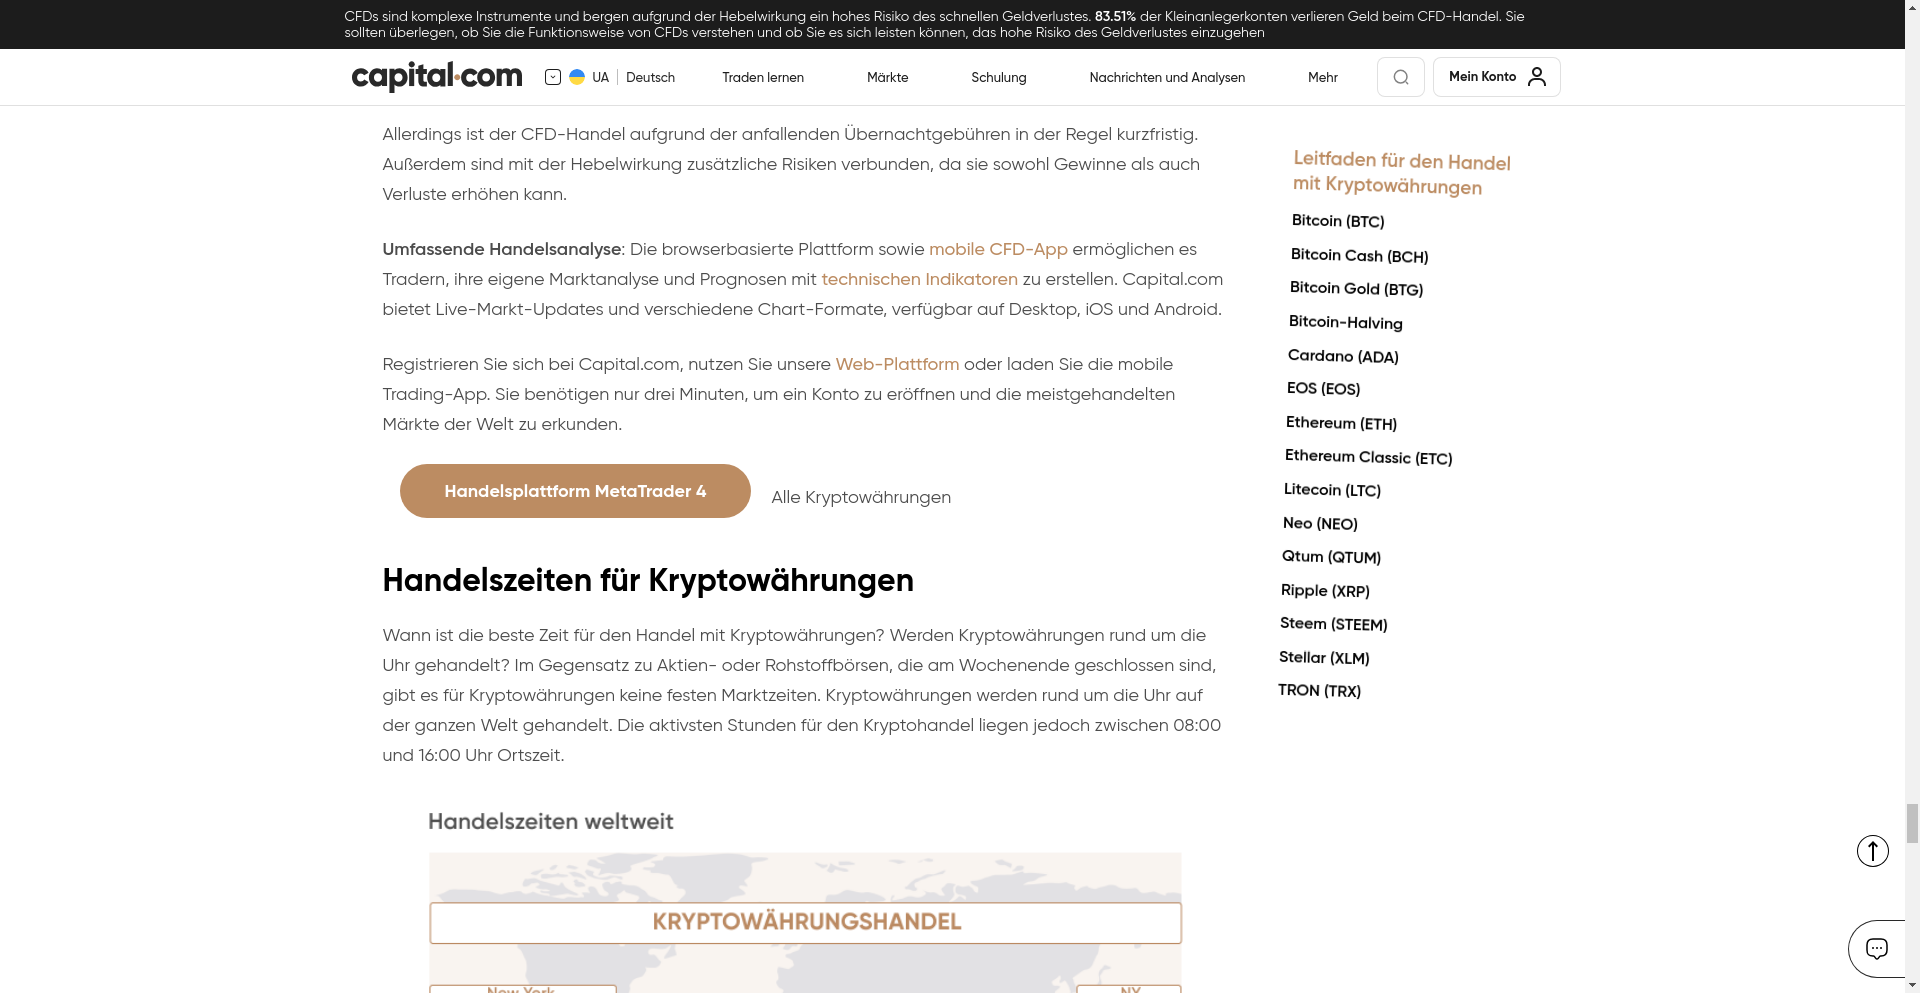 CFDs sind komplexe Instrumente und bergen aufgrund der Hebelwirkung ein hohes Risiko des schnellen Geldverlustes. 83.51% der Kleinanlegerkonten verlieren Geld beim CFD-Handel. Sie
sollten überlegen, ob Sie die Funktionsweise von CFDs verstehen und ob Sie es sich leisten können, das hohe Risiko des Geldverlustes einzugehen
capital.com UA Deutsch Traden lernen Märkte Schulung Nachrichten und Analysen Mehr Mein Konto
Allerdings ist der CFD-Handel aufgrund der anfallenden Übernachtgebühren in der Regel kurzfristig.
Außerdem sind mit der Hebelwirkung zusätzliche Risiken verbunden, da sie sowohl Gewinne als auch
Verluste erhöhen kann.
Umfassende Handelsanalyse: Die browserbasierte Plattform sowie mobile CFD-App ermöglichen es
Tradern, ihre eigene Marktanalyse und Prognosen mit technischen Indikatoren zu erstellen. Capital.com
bietet Live-Markt-Updates und verschiedene Chart-Formate, verfügbar auf Desktop, iOS und Android.
Registrieren Sie sich bei Capital.com, nutzen Sie unsere Web-Plattform oder laden Sie die mobile
Trading-App. Sie benötigen nur drei Minuten, um ein Konto zu eröffnen und die meistgehandelten
Märkte der Welt zu erkunden.
Handelsplattform MetaTrader 4
Alle Kryptowährungen
Handelszeiten für Kryptowährungen
Wann ist die beste Zeit für den Handel mit Kryptowährungen? Werden Kryptowährungen rund um die
Uhr gehandelt? Im Gegensatz zu Aktien- oder Rohstoffbörsen, die am Wochenende geschlossen sind,
gibt es für Kryptowährungen keine festen Marktzeiten. Kryptowährungen werden rund um die Uhr auf
der ganzen Welt gehandelt. Die aktivsten Stunden für den Kryptohandel liegen jedoch zwischen 08:00
und 16:00 Uhr Ortszeit.
Handelszeiten weltweit
KRYPTOWÄHRUNGSHANDEL
New York
NY
Leitfaden für den Handel
mit Kryptowährungen
Bitcoin (BTC)
Bitcoin Cash (BCH)
Bitcoin Gold (BTG)
Bitcoin-Halving
Cardano (ADA)
EOS (EOS)
Ethereum (ETH)
Ethereum Classic (ETC)
Litecoin (LTC)
Neo (NEO)
Qtum (QTUM)
Ripple (XRP)
Steem (STEEM)
Stellar (XLM)
TRON (TRX)